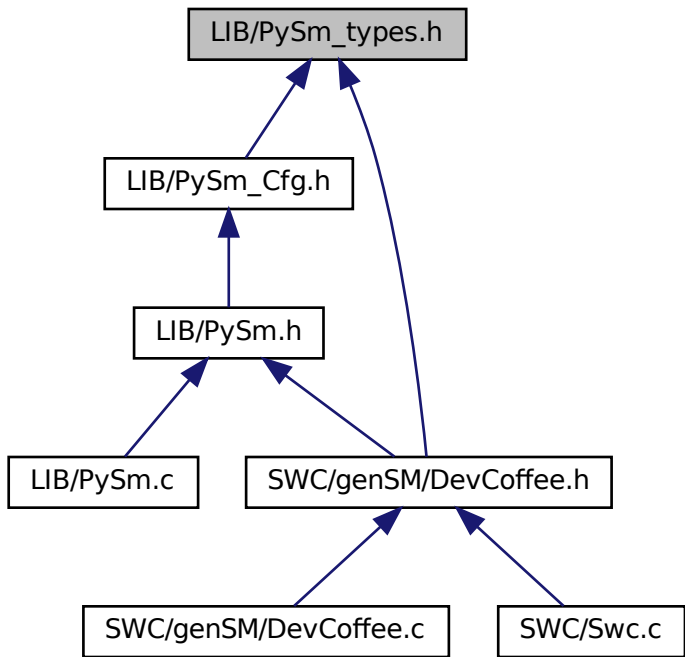 LIB/PySm_types.h
LIB/PySm_Cfg.h
LIB/PySm.h
LIB/PySm.c
SWC/genSM/DevCoffee.h
SWC/genSM/DevCoffee.c
SWC/Swc.c